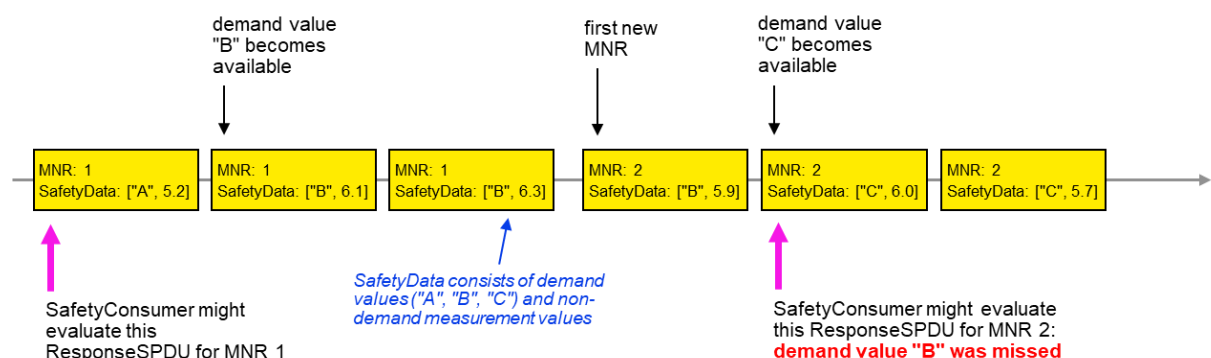 demand value
"B" becomes
available
first new
MNR
demand value
"C" becomes
available
MNR: 1
SafetyData: ["A", 5.2]
MNR: 1
SafetyData: ["B", 6.1]
MNR: 1
SafetyData: ["B", 6.3]
MNR: 2
SafetyData: ["B", 5.9]
MNR: 2
SafetyData: ["C", 6.0]
MNR: 2
SafetyData: ["C", 5.7]
SafetyData consists of demand
values ("A", "B", "C") and non-
demand measurement values
SafetyConsumer might
evaluate this
ResponseSPDU for MNR 1
SafetyConsumer might evaluate
this ResponseSPDU for MNR 2:
demand value "B" was missed